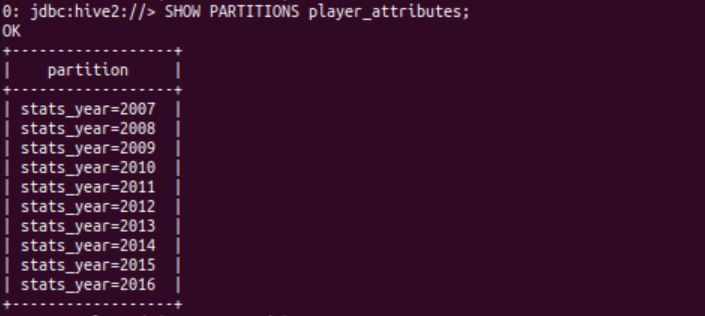 0: jdbc:hive2://> SHOW PARTITIONS player_attributes;
OK
+------------------+
|    partition     |
+------------------+
| stats_year=2007  |
| stats_year=2008  |
| stats_year=2009  |
| stats_year=2010  |
| stats_year=2011  |
| stats_year=2012  |
| stats_year=2013  |
| stats_year=2014  |
| stats_year=2015  |
| stats_year=2016  |
+------------------+